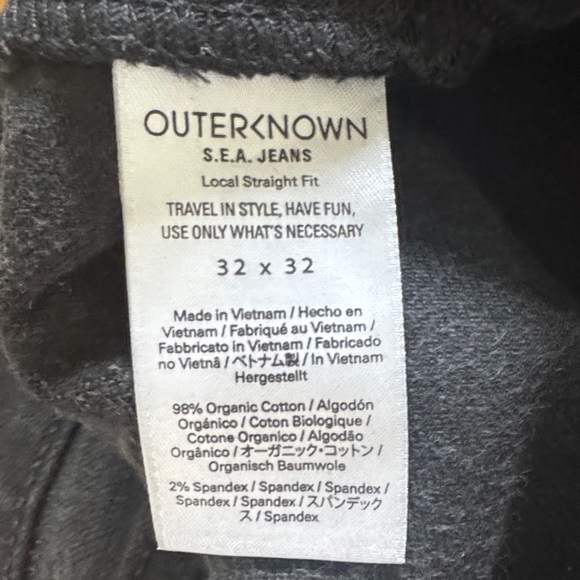 OUTERKNOWN
S.E.A. JEANS
Local Straight Fit
TRAVEL IN STYLE, HAVE FUN,
USE ONLY WHAT'S NECESSARY
32 x 32
Made in Vietnam / Hecho en
Vietnam / Fabriqué au Vietnam /
Fabbricato in Vietnam / Fabricado
no Vietnã / ベトナム製 / In Vietnam
Hergestellt
98% Organic Cotton / Algodón
Orgánico / Coton Biologique /
Cotone Organico / Algodão
Orgânico / オーガニック・コットン /
Organisch Baumwole
2% Spandex / Spandex / Spandex /
Spandex / Spandex / スパンデック
ス / Spandex